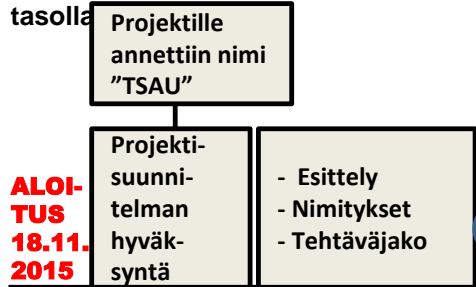 tasolla
Projektille
annettiin nimi
”TSAU”
ALOI-
TUS
18.11.
2015
Projekti-
suunni-
telman
hyväk-
syntä
- Esittely
- Nimitykset
- Tehtäväjako